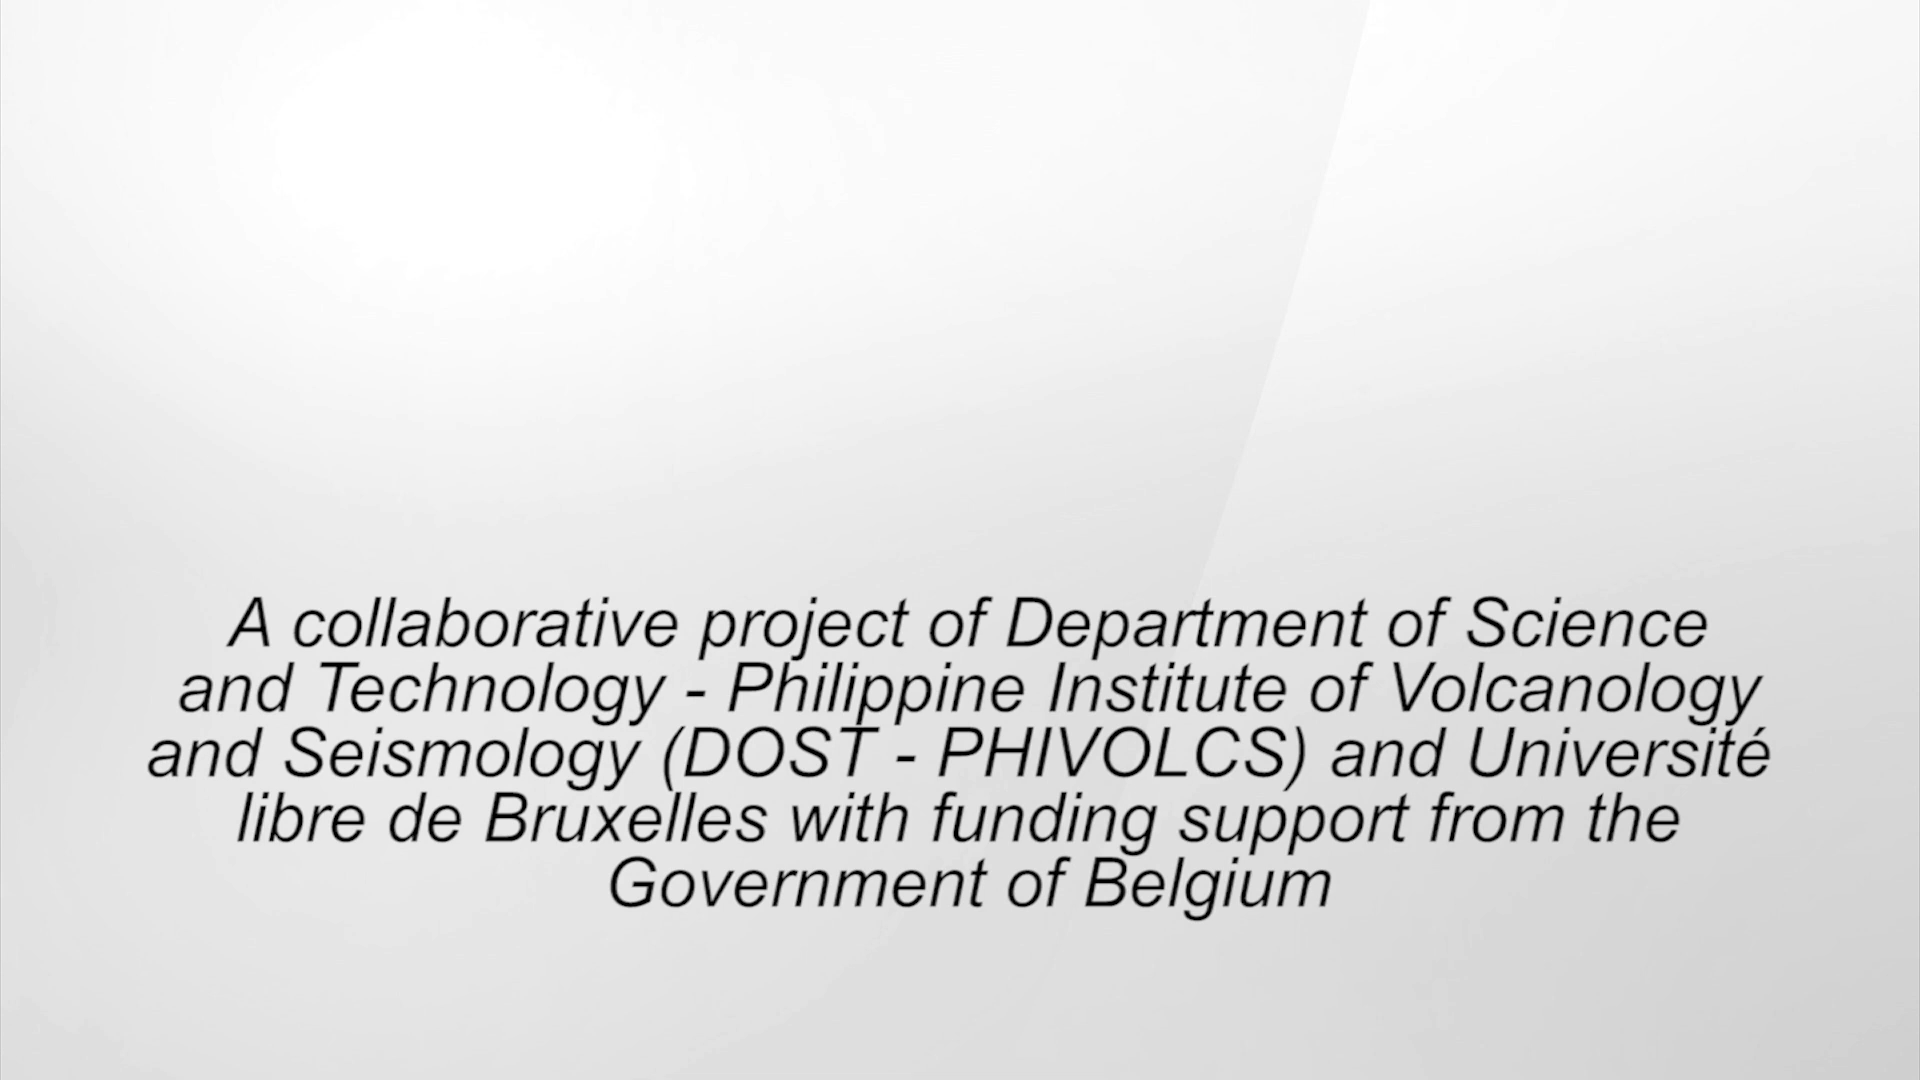 A collaborative project of Department of Science
and Technology - Philippine Institute of Volcanology
and Seismology (DOST - PHIVOLCS) and Université
libre de Bruxelles with funding support from the
Government of Belgium